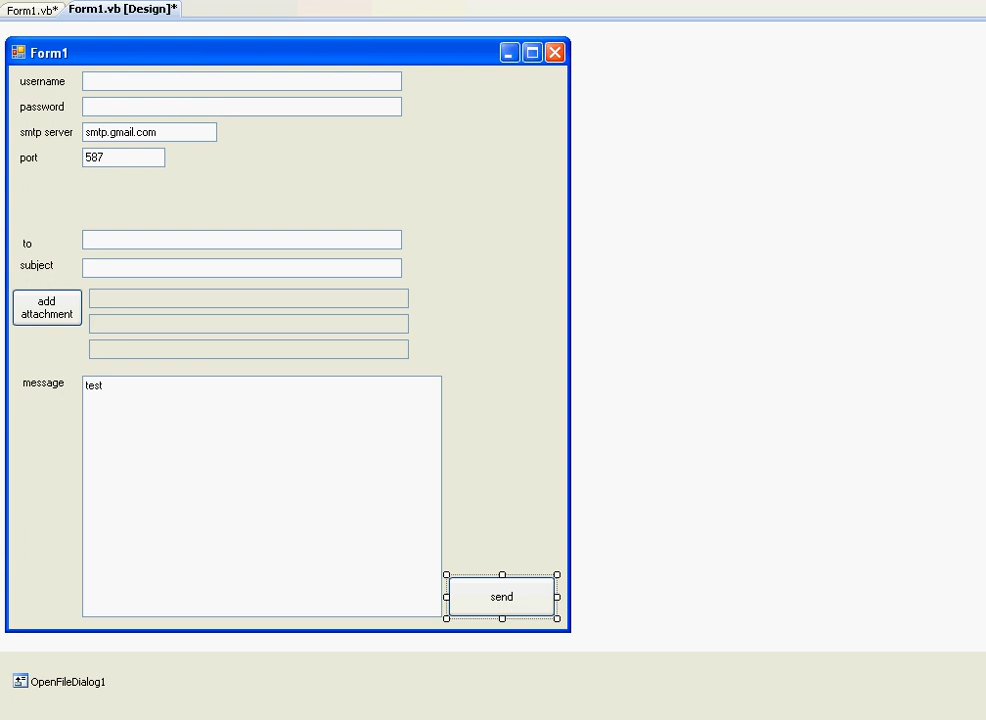 Form1.vb* Form1.vb [Design]*
Form1
username
password
smtp server smtp.gmail.com
port 587
to
subject
add
attachment
message test
send
OpenFileDialog1